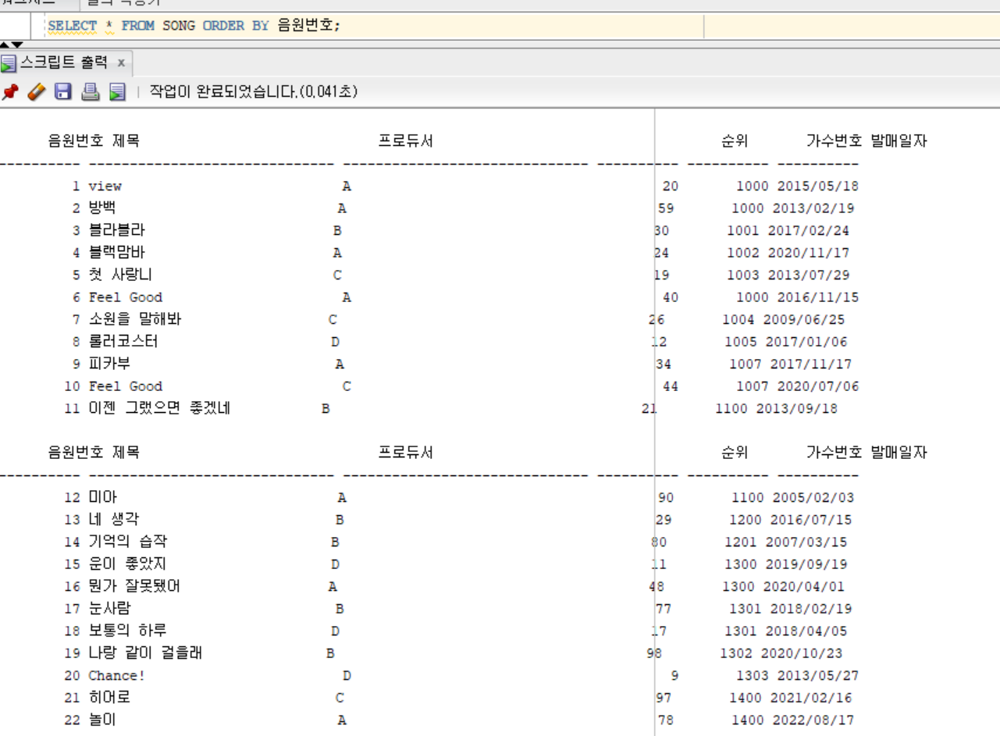 SELECT * FROM SONG ORDER BY 음원번호;
스크립트 출력 x
작업이 완료되었습니다.(0.041초)
음원번호 제목 프로듀서 순위 가수번호 발매일자
---------- ------------------------------ ------------------------------ ---------- ---------- ----------
1 view A 20 1000 2015/05/18
2 방백 A 59 1000 2013/02/19
3 블라블라 B 30 1001 2017/02/24
4 블랙맘바 A 24 1002 2020/11/17
5 첫 사랑니 C 19 1003 2013/07/29
6 Feel Good A 40 1000 2016/11/15
7 소원을 말해봐 C 26 1004 2009/06/25
8 롤러코스터 D 12 1005 2017/01/06
9 피카부 A 34 1007 2017/11/17
10 Feel Good C 44 1007 2020/07/06
11 이젠 그랬으면 좋겠네 B 21 1100 2013/09/18
음원번호 제목 프로듀서 순위 가수번호 발매일자
---------- ------------------------------ ------------------------------ ---------- ---------- ----------
12 미아 A 90 1100 2005/02/03
13 네 생각 B 29 1200 2016/07/15
14 기억의 습작 B 80 1201 2007/03/15
15 운이 좋았지 D 11 1300 2019/09/19
16 뭔가 잘못됐어 A 48 1300 2020/04/01
17 눈사람 B 77 1301 2018/02/19
18 보통의 하루 D 17 1301 2018/04/05
19 나랑 같이 걸을래 B 98 1302 2020/10/23
20 Chance! D 9 1303 2013/05/27
21 히어로 C 97 1400 2021/02/16
22 놀이 A 78 1400 2022/08/17